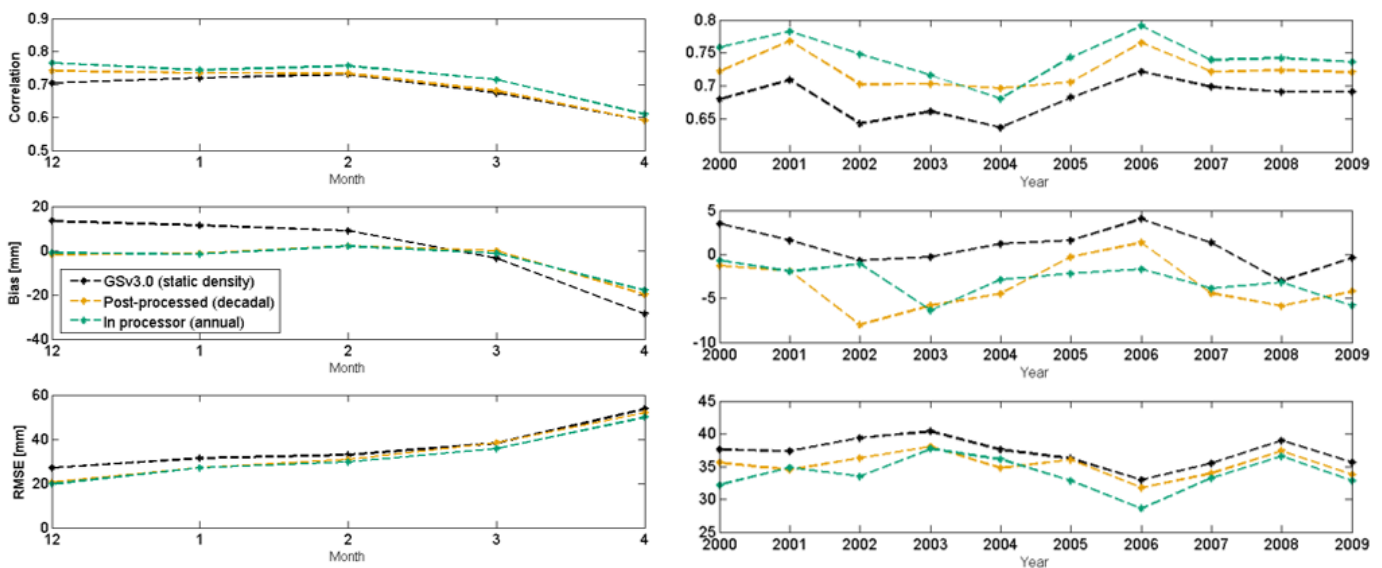 Correlation
0.9
0.8
0.7
0.6
0.5
12 1 2 3 4
Month
0.8
0.75
0.7
0.65
2000 2001 2002 2003 2004 2005 2006 2007 2008 2009
Year
Bias [mm]
20
0
-20
-40
GSv3.0 (static density)
Post-processed (decadal)
In processor (annual)
12 1 2 3 4
Month
5
0
-5
-10
2000 2001 2002 2003 2004 2005 2006 2007 2008 2009
Year
RMSE [mm]
60
40
20
0
12 1 2 3 4
Month
45
40
35
30
25
2000 2001 2002 2003 2004 2005 2006 2007 2008 2009
Year